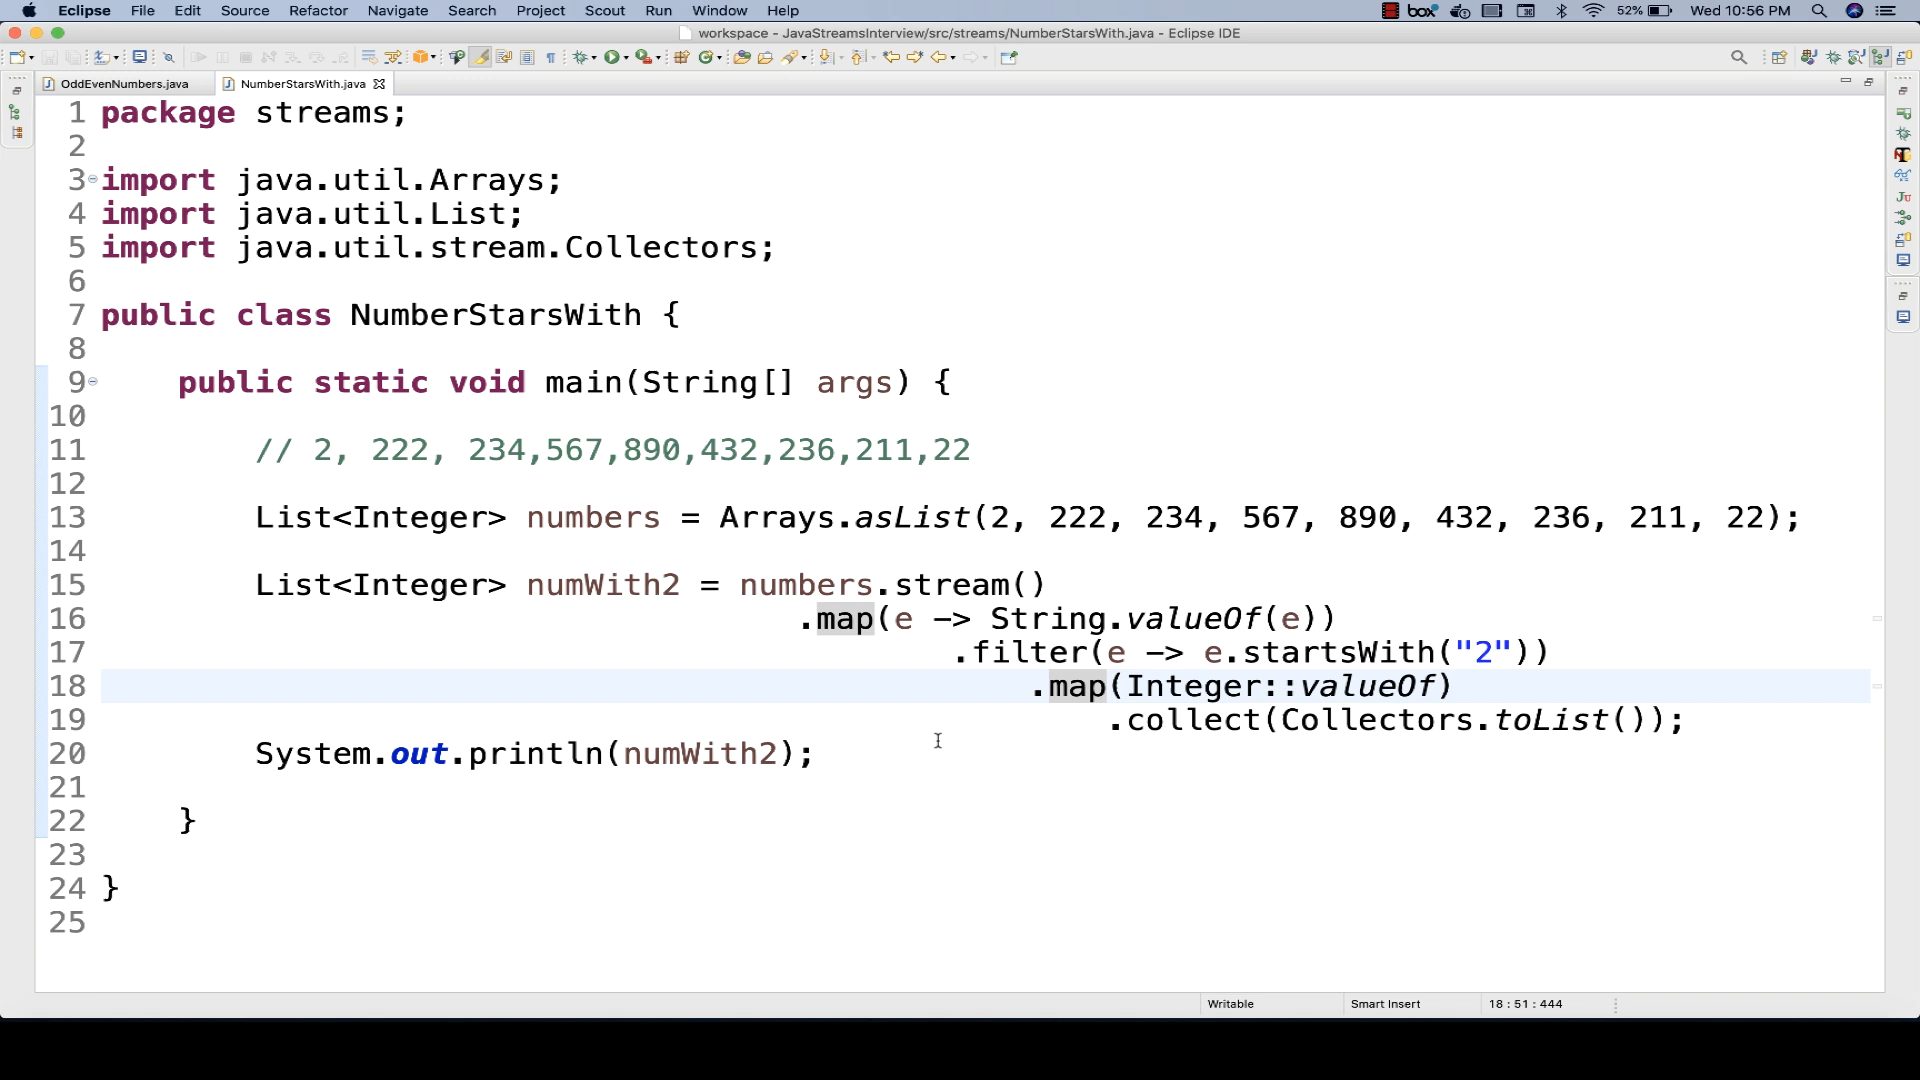 Eclipse File Edit Source Refactor Navigate Search Project Scout Run Window Help box 52% Wed 10:56 PM
workspace - JavaStreamsInterview/src/streams/NumberStarsWith.java - Eclipse IDE
OddEvenNumbers.java NumberStarsWith.java
1 package streams;
2
3 import java.util.Arrays;
4 import java.util.List;
5 import java.util.stream.Collectors;
6
7 public class NumberStarsWith {
8
9 public static void main(String[] args) {
10
11 // 2, 222, 234,567,890,432,236,211,22
12
13 List<Integer> numbers = Arrays.asList(2, 222, 234, 567, 890, 432, 236, 211, 22);
14
15 List<Integer> numWith2 = numbers.stream()
16 .map(e -> String.valueOf(e))
17 .filter(e -> e.startsWith("2"))
18 .map(Integer::valueOf)
19 .collect(Collectors.toList());
20 System.out.println(numWith2);
21
22 }
23
24 }
25
Writable Smart Insert 18 : 51 : 444